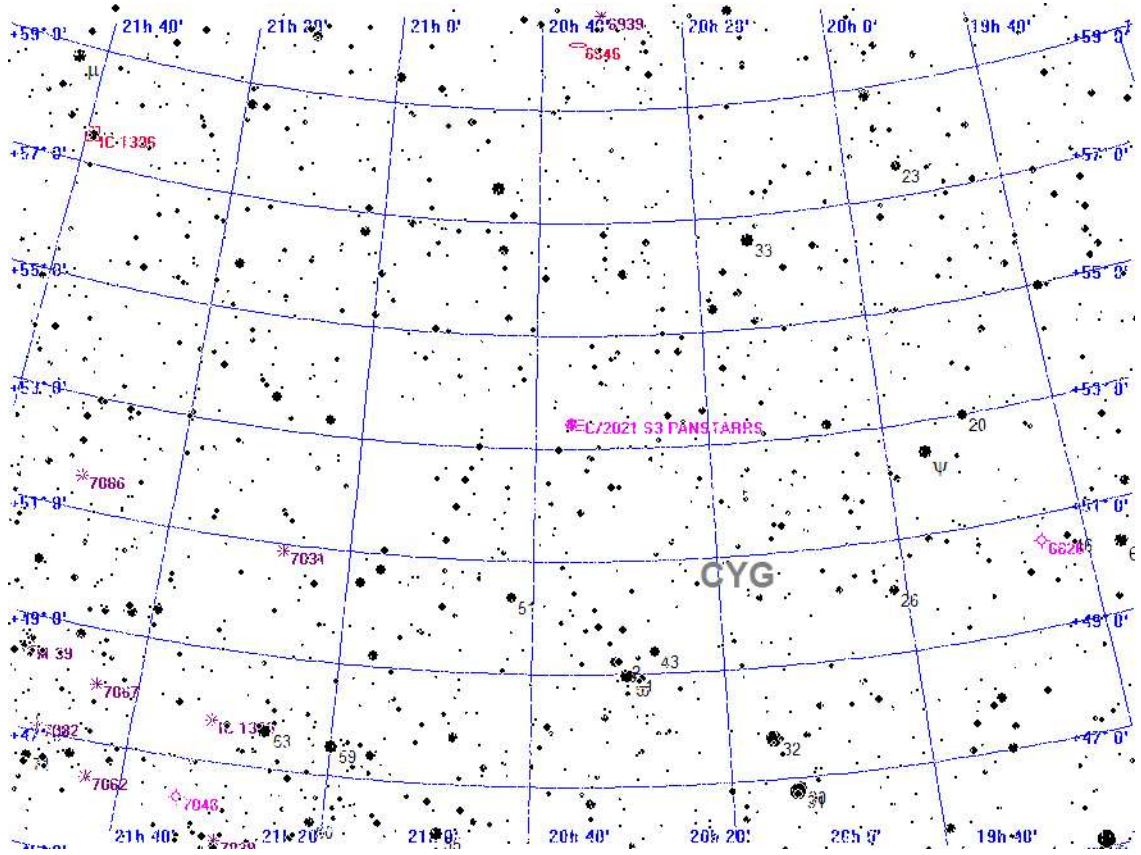 21h 40'
21h 20'
21h 0'
20h 40'
6939
20h 20'
20h 0'
19h 40'
+59° 0'
+59° 0'
6946
μ
IC 1396
+57° 0'
+57° 0'
23
33
+55° 0'
+55° 0'
+53° 0'
+53° 0'
C/2021 S3 PANSTARRS
20
ψ
7086
+51° 0'
+51° 0'
7031
6826
CYG
51
26
+49° 0'
+49° 0'
M 39
43
7067
7082
63
59
32
+47° 0'
+47° 0'
7062
7048
21h 40'
21h 20'
21h 0'
20h 40'
20h 20'
20h 0'
19h 40'